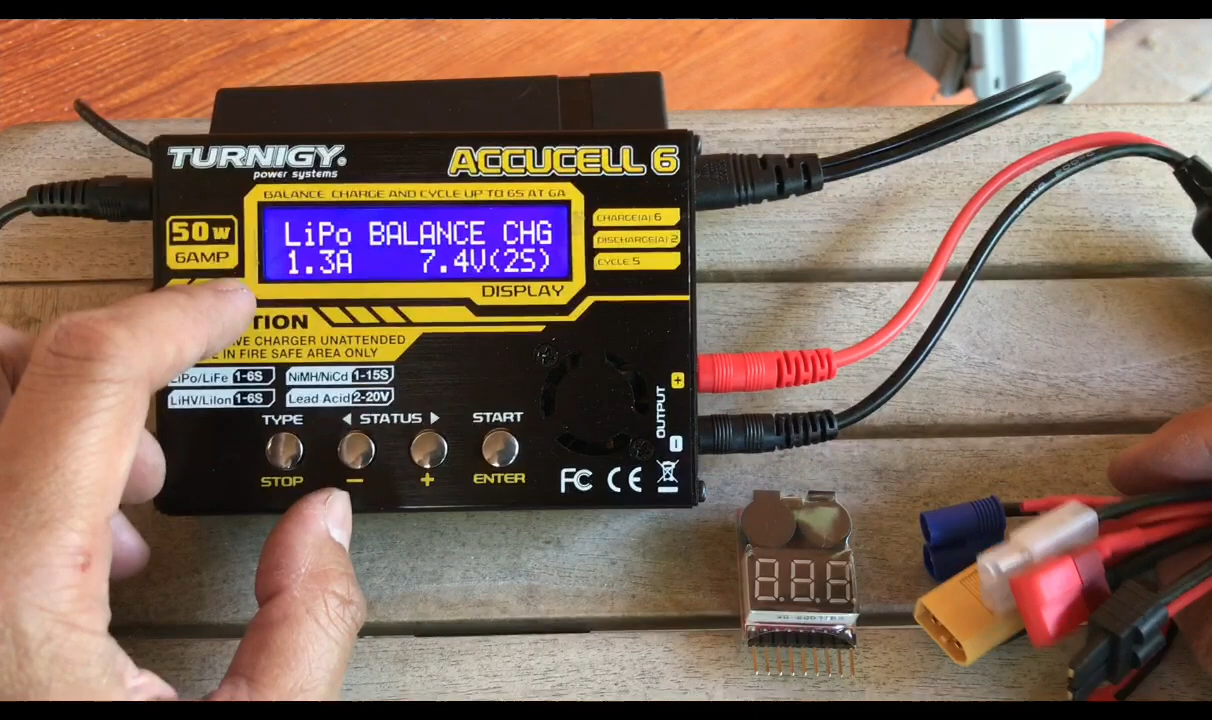 TURNIGY®
power systems
ACCUCELL 6
BALANCE CHARGE AND CYCLE UP TO 6S AT 6A
50W
6AMP
LiPo BALANCE CHG
1.3A 7.4V(2S)
CHARGE(A) 6
DISCHARGE(A) 2
CYCLE 5
DISPLAY
CHARGER UNATTENDED
IN FIRE SAFE AREA ONLY
LiPo/LiFe 1-6S
NiMH/NiCd 1-15S
LiHV/LiIon 1-6S
Lead Acid 2-20V
TYPE
◀ STATUS ▶
START
STOP
−
+
ENTER
OUTPUT
+
−
FC CE
8.8.8